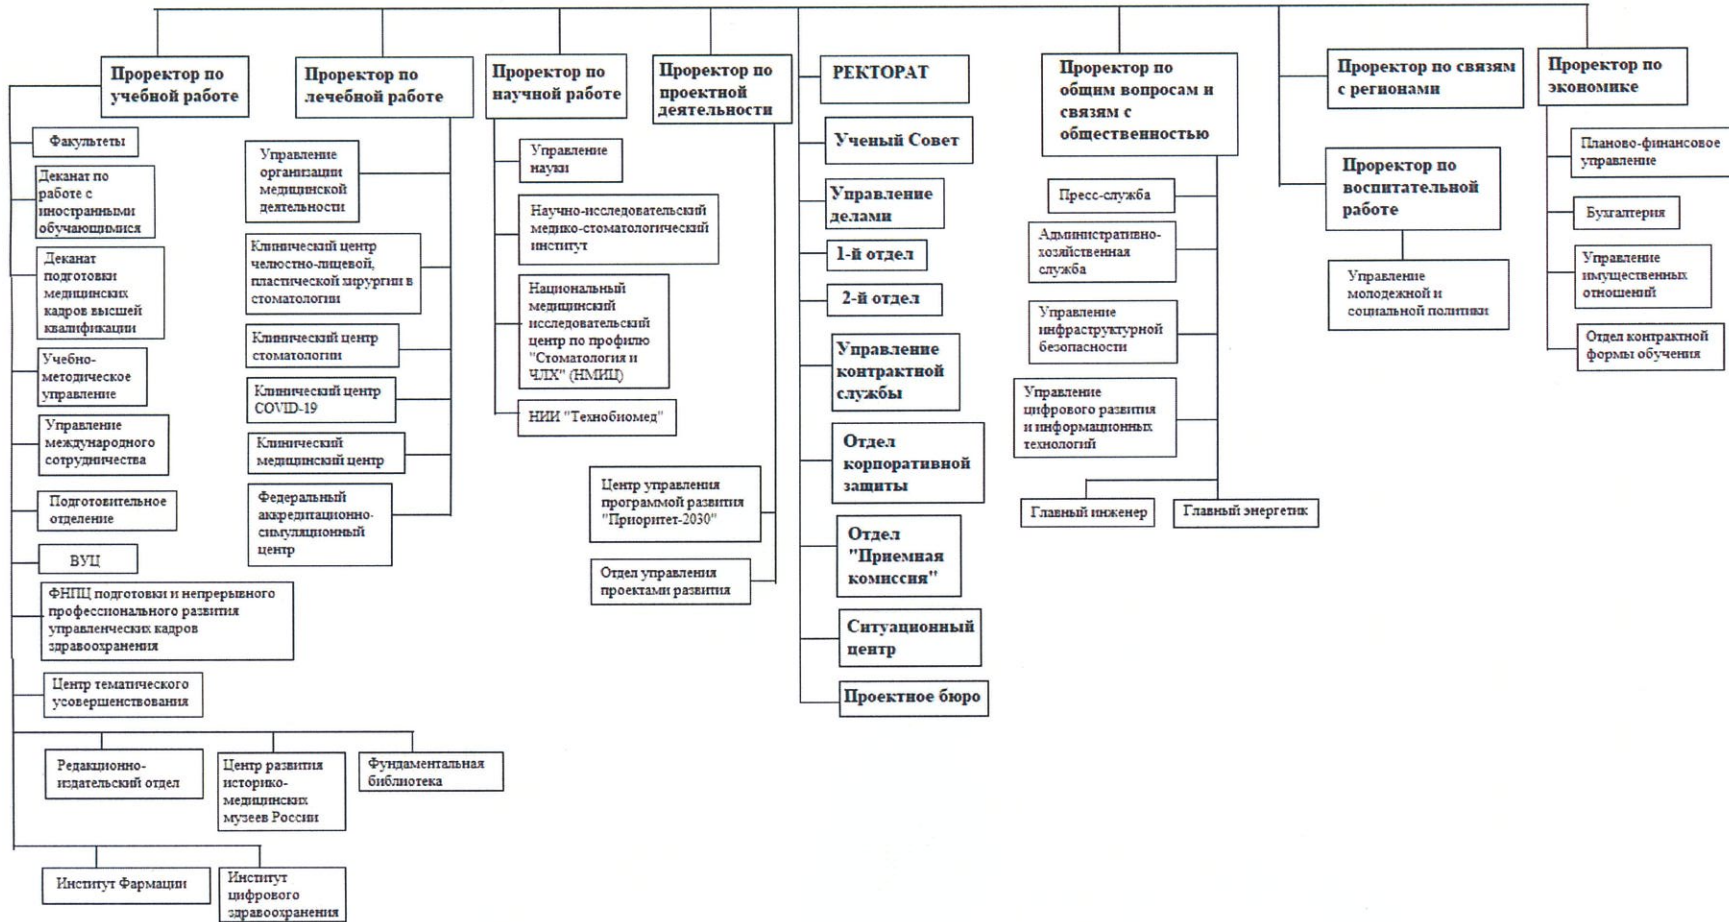 Проректор по
учебной работе
Факультеты
Деканат по
работе с
иностранными
обучающимися
Деканат
подготовки
медицинских
кадров высшей
квалификации
Учебно-
методическое
управление
Управление
международного
сотрудничества
Подготовительное
отделение
ВУЦ
ФНПЦ подготовки и непрерывного
профессионального развития
управленческих кадров
здравоохранения
Центр тематического
усовершенствования
Редакционно-
издательский отдел
Центр развития
историко-
медицинских
музеев России
Фундаментальная
библиотека
Институт Фармации
Институт
цифрового
здравоохранения
Проректор по
лечебной работе
Управление
организации
медицинской
деятельности
Клинический центр
челюстно-лицевой,
пластической хирургии в
стоматологии
Клинический центр
стоматологии
Клинический центр
COVID-19
Клинический
медицинский центр
Федеральный
аккредитационно-
симуляционный
центр
Проректор по
научной работе
Управление
науки
Научно-исследовательский
медико-стоматологический
институт
Национальный
медицинский
исследовательский
центр по профилю
"Стоматология и
ЧЛХ" (НМИЦ)
НИИ "Технобиомед"
Проректор по
проектной
деятельности
Центр управления
программой развития
"Приоритет-2030"
Отдел управления
проектами развития
РЕКТОРАТ
Ученый Совет
Управление
делами
1-й отдел
2-й отдел
Управление
контрактной
службы
Отдел
корпоративной
защиты
Отдел
"Приемная
комиссия"
Ситуационный
центр
Проектное бюро
Проректор по
общим вопросам и
связям с
общественностью
Пресс-служба
Административно-
хозяйственная
служба
Управление
инфраструктурной
безопасности
Управление
цифрового развития
и информационных
технологий
Главный инженер
Главный энергетик
Проректор по связям
с регионами
Проректор по
воспитательной
работе
Управление
молодежной и
социальной политики
Проректор по
экономике
Планово-финансовое
управление
Бухгалтерия
Управление
имущественных
отношений
Отдел контрактной
формы обучения